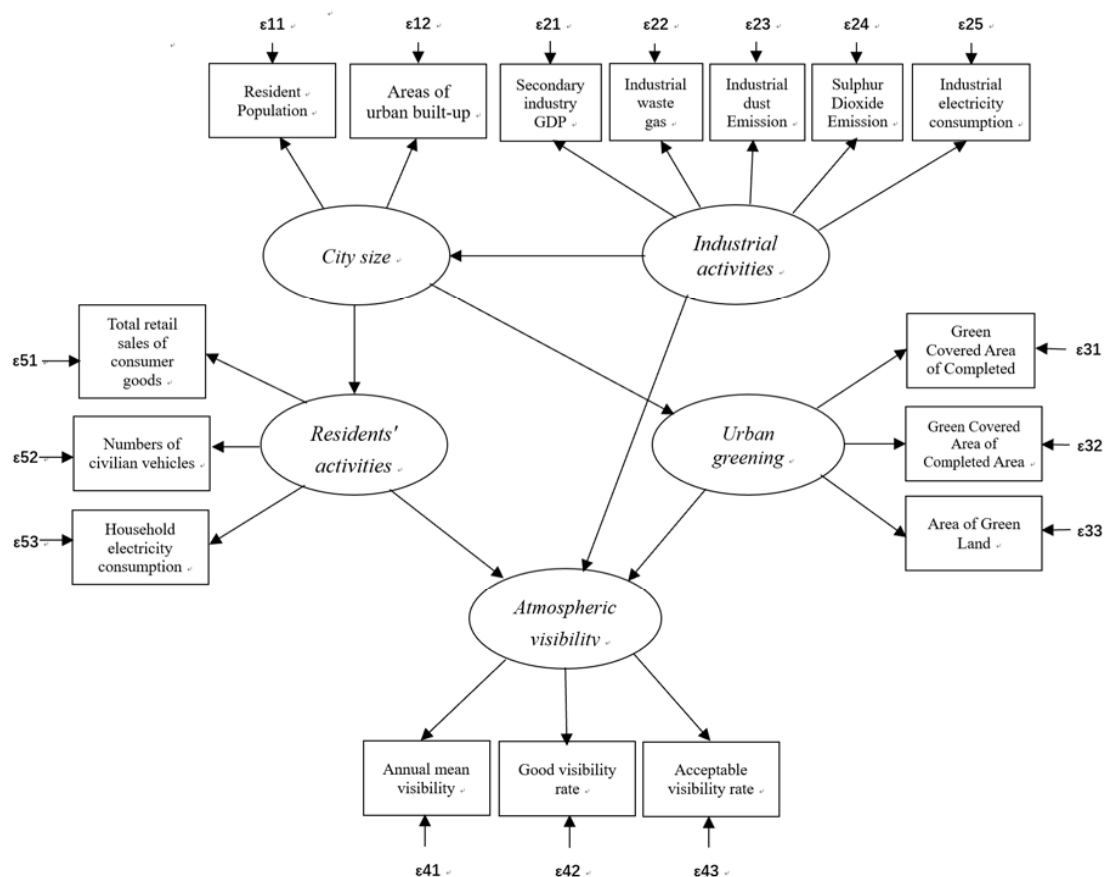 ε11
ε12
ε21
ε22
ε23
ε24
ε25
Resident
Population
Areas of
urban built-up
Secondary
industry
GDP
Industrial
waste
gas
Industrial
dust
Emission
Sulphur
Dioxide
Emission
Industrial
electricity
consumption
City size
Industrial
activities
ε51
Total retail
sales of
consumer
goods
Green
Covered Area
of Completed
ε31
ε52
Numbers of
civilian vehicles
Residents'
activities
Urban
greening
Green Covered
Area of
Completed Area
ε32
ε53
Household
electricity
consumption
Area of Green
Land
ε33
Atmospheric
visibility
Annual mean
visibility
Good visibility
rate
Acceptable
visibility rate
ε41
ε42
ε43